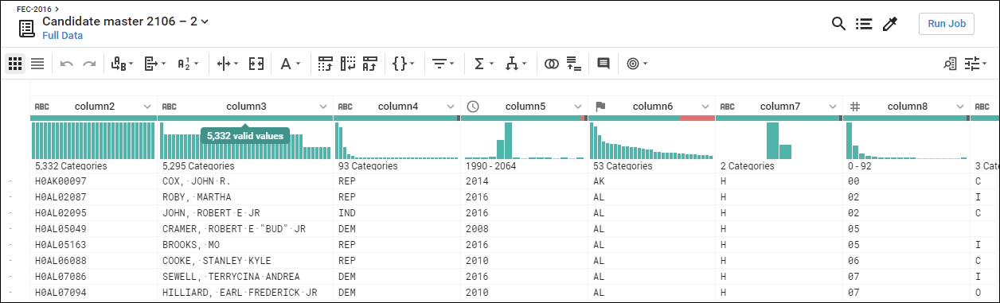 FEC-2016
Candidate master 2106 – 2
Full Data
Run Job
ABC column2 ABC column3 ABC column4 column5 column6 ABC column7 # column8 ABC
5,332 valid values
5,332 Categories 5,295 Categories 93 Categories 1990 - 2064 53 Categories 2 Categories 0 - 92 3 Cate
H0AK00097 COX,·JOHN·R. REP 2014 AK H 00 C
H0AL02087 ROBY,·MARTHA REP 2016 AL H 02 I
H0AL02095 JOHN,·ROBERT·E·JR IND 2016 AL H 02 C
H0AL05049 CRAMER,·ROBERT·E·"BUD"·JR DEM 2008 AL H 05
H0AL05163 BROOKS,·MO REP 2016 AL H 05 I
H0AL06088 COOKE,·STANLEY·KYLE REP 2010 AL H 06 C
H0AL07086 SEWELL,·TERRYCINA·ANDREA DEM 2016 AL H 07 I
H0AL07094 HILLIARD,·EARL·FREDERICK·JR DEM 2010 AL H 07 O